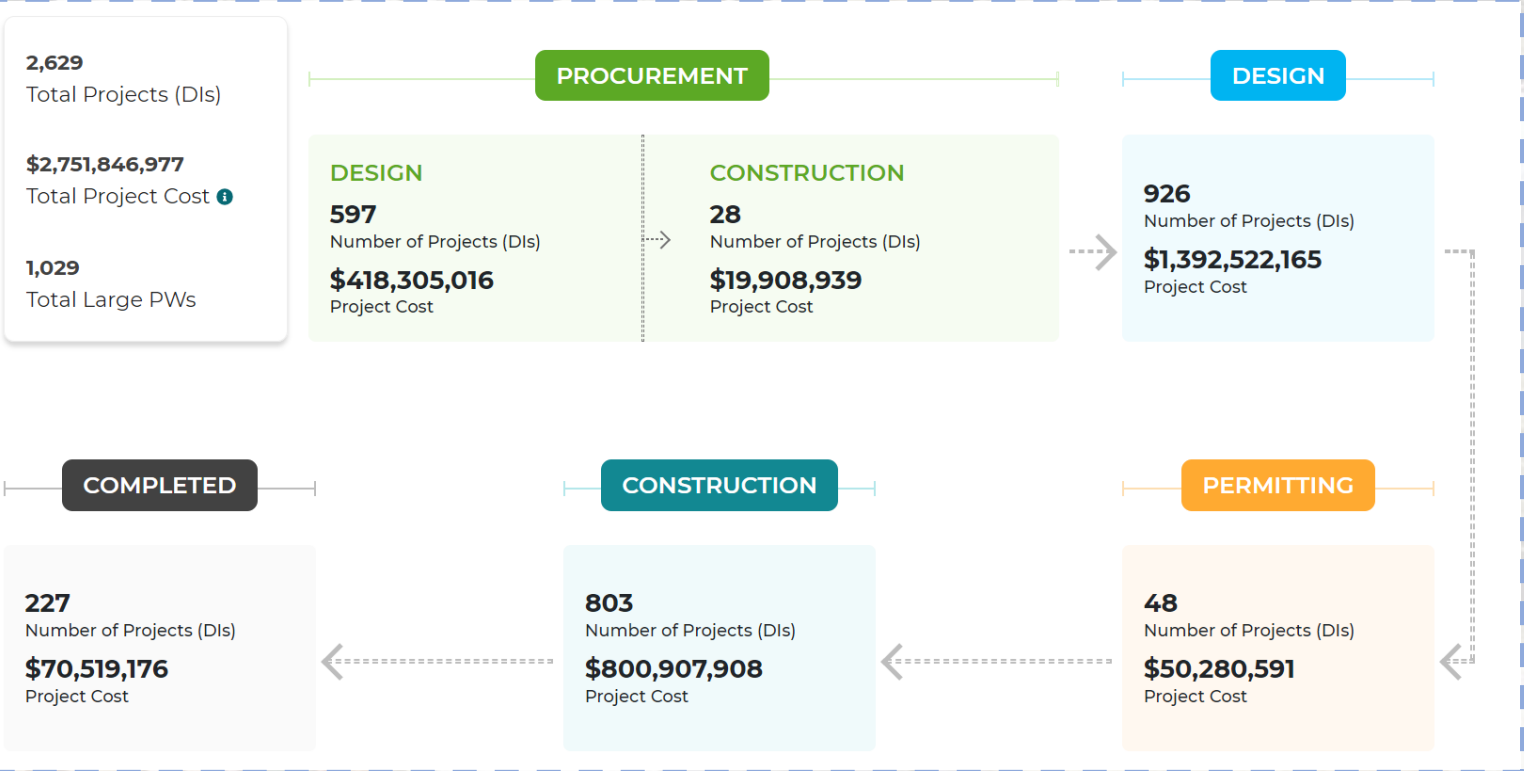 2,629
Total Projects (DIs)
$2,751,846,977
Total Project Cost
1,029
Total Large PWs
PROCUREMENT
DESIGN
597
Number of Projects (DIs)
$418,305,016
Project Cost
CONSTRUCTION
28
Number of Projects (DIs)
$19,908,939
Project Cost
DESIGN
926
Number of Projects (DIs)
$1,392,522,165
Project Cost
COMPLETED
227
Number of Projects (DIs)
$70,519,176
Project Cost
CONSTRUCTION
803
Number of Projects (DIs)
$800,907,908
Project Cost
PERMITTING
48
Number of Projects (DIs)
$50,280,591
Project Cost